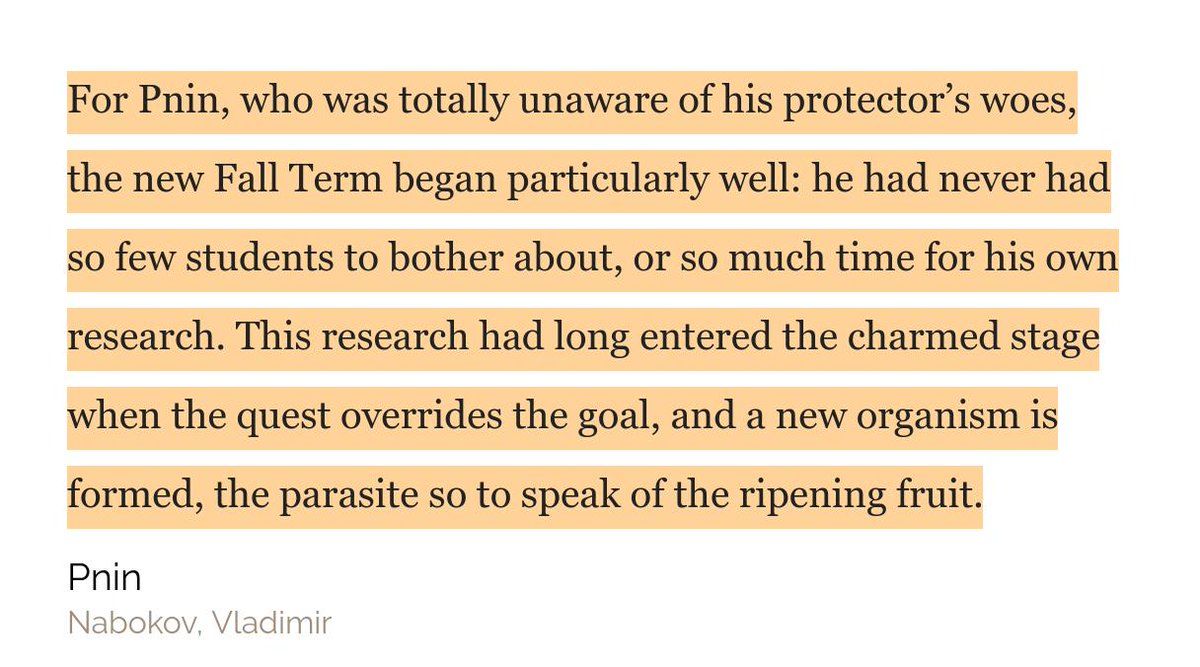 For Pnin, who was totally unaware of his protector’s woes,
the new Fall Term began particularly well: he had never had
so few students to bother about, or so much time for his own
research. This research had long entered the charmed stage
when the quest overrides the goal, and a new organism is
formed, the parasite so to speak of the ripening fruit.
Pnin
Nabokov, Vladimir